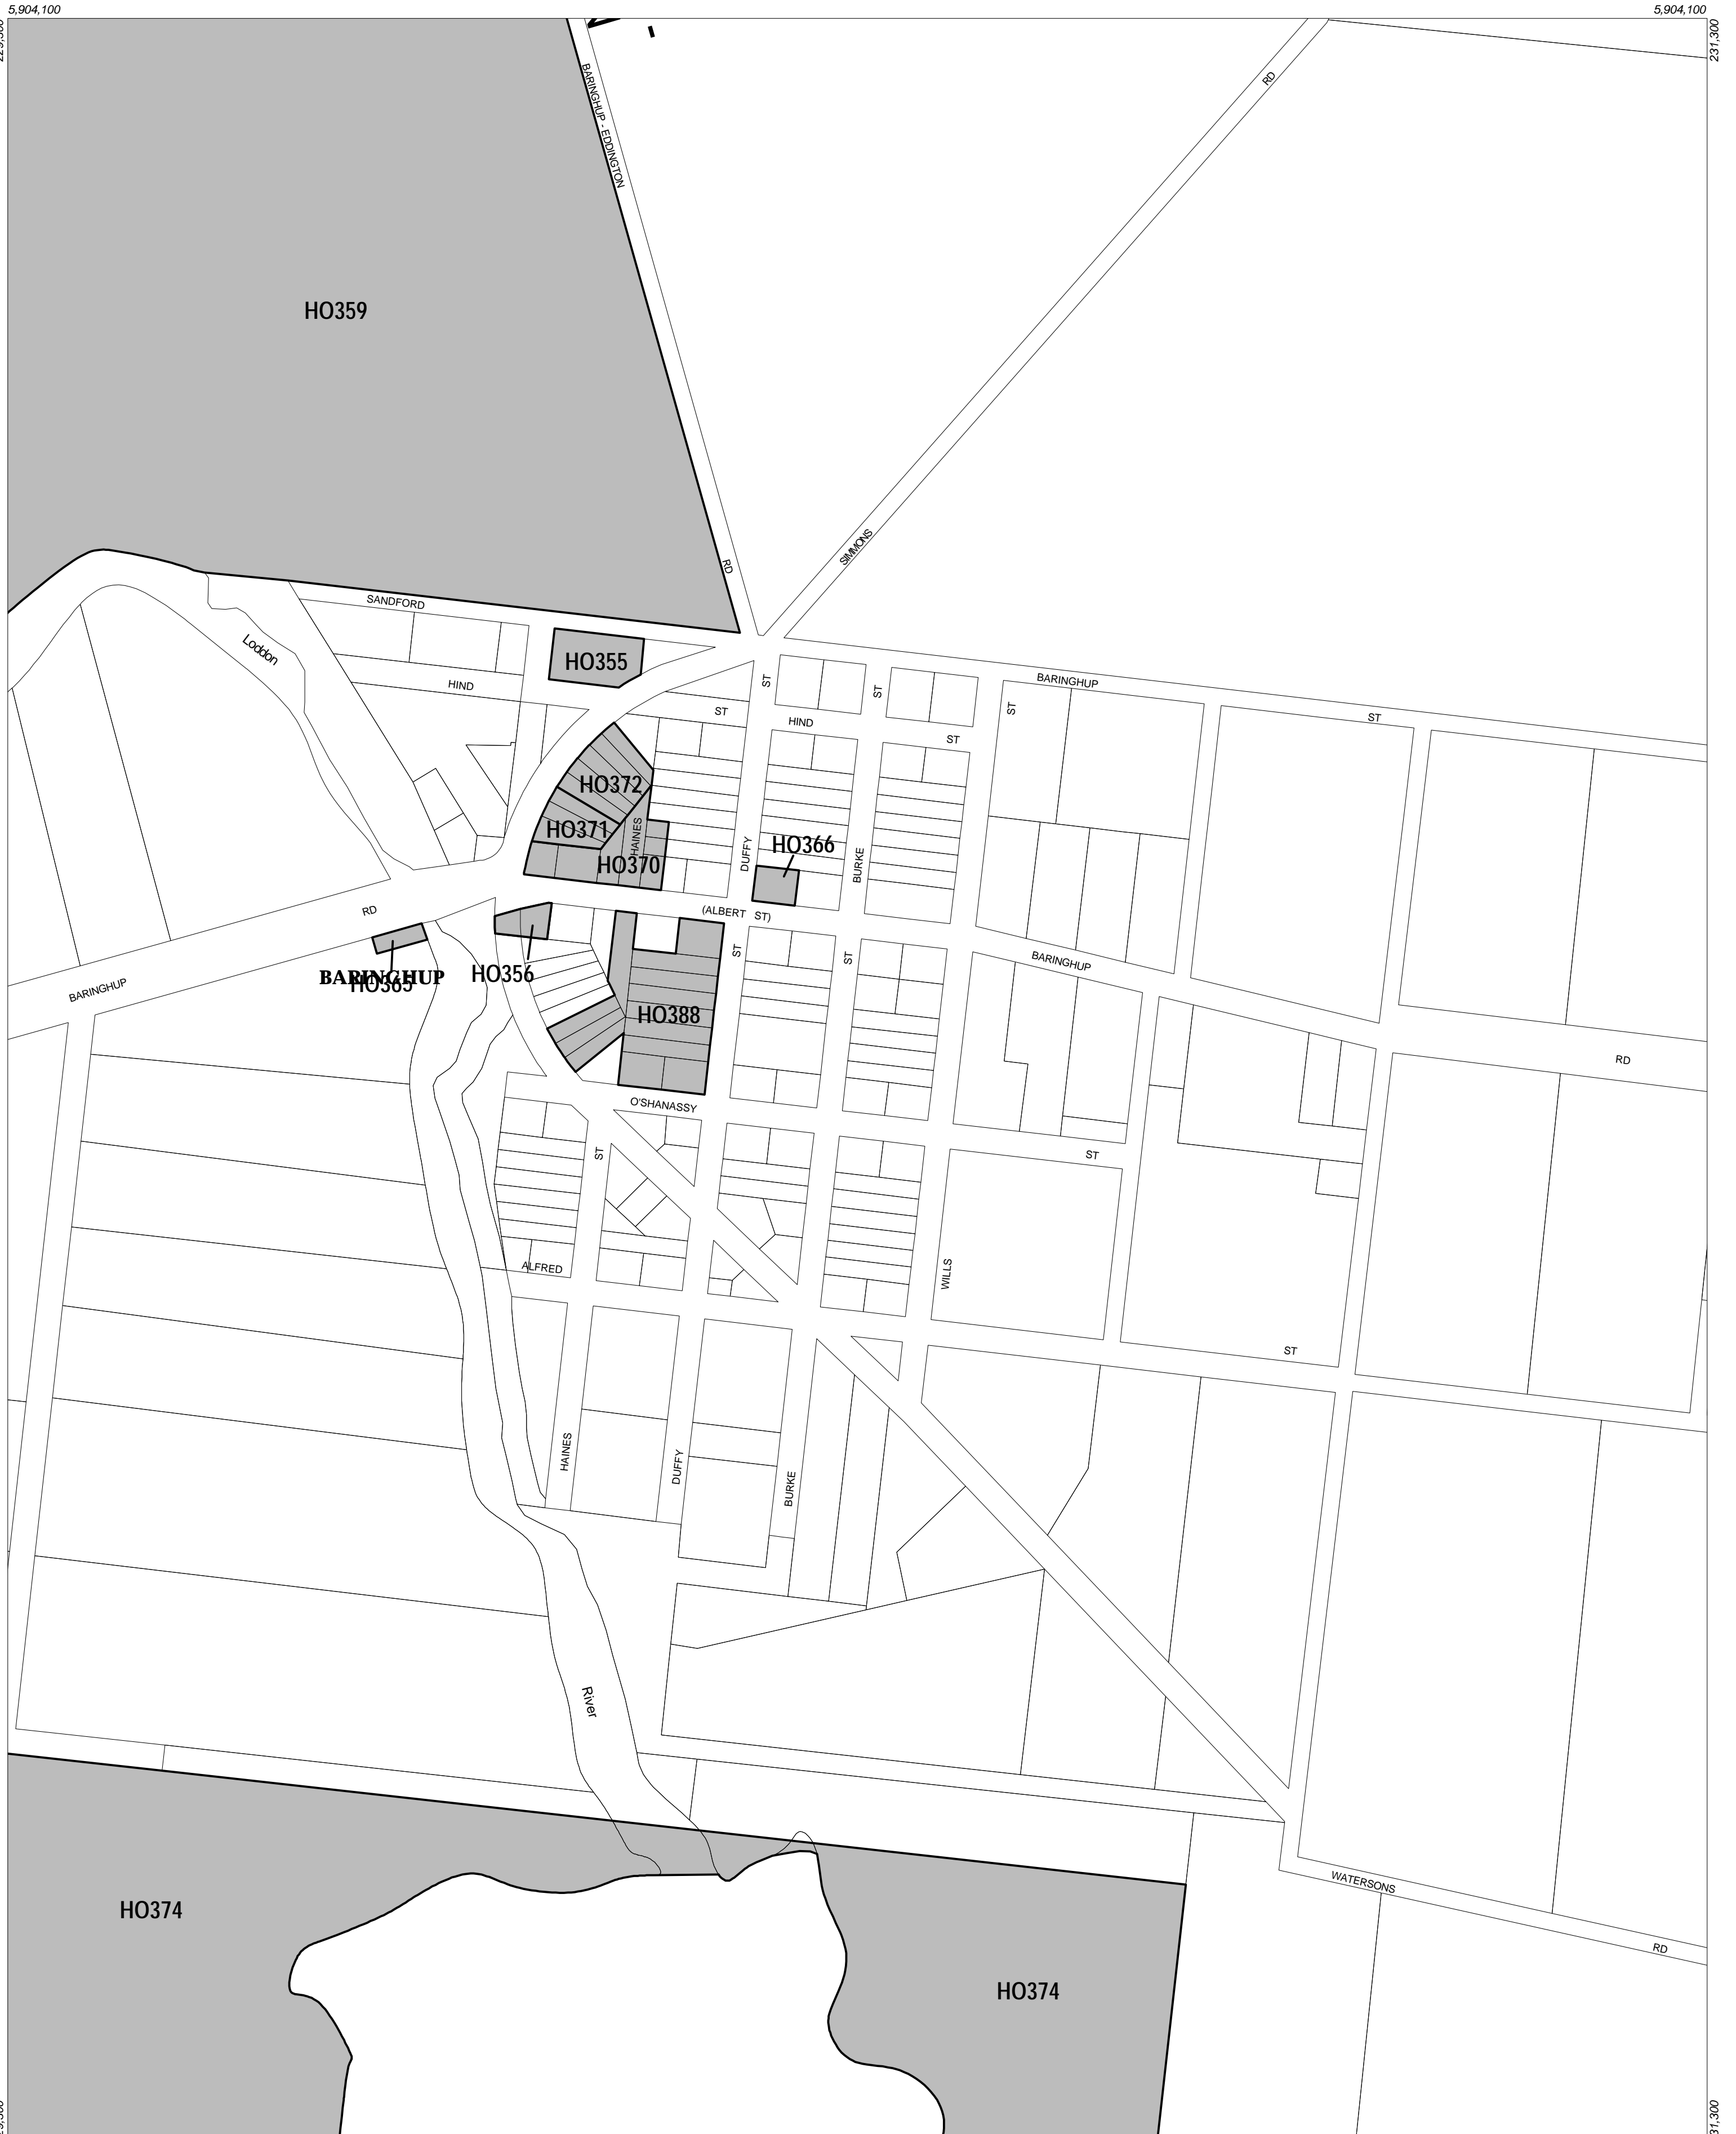 5,904,100
5,904,100
231,300
RD
BARINGHUP - EDDINGTON
HO359
SIMMONS
RD
SANDFORD
Loddon
HO355
HIND
ST
ST
BARINGHUP
ST
ST
ST
HIND
ST
HO372
HO371
HAINES
HO370
DUFFY
HO366
BURKE
RD
(ALBERT ST)
ST
ST
BARINGHUP
HO356
BARINGHUP
HO365
BARINGHUP
HO388
RD
O'SHANASSY
ST
ST
ALFRED
WILLS
ST
HAINES
DUFFY
BURKE
River
WATERSONS
HO374
RD
HO374